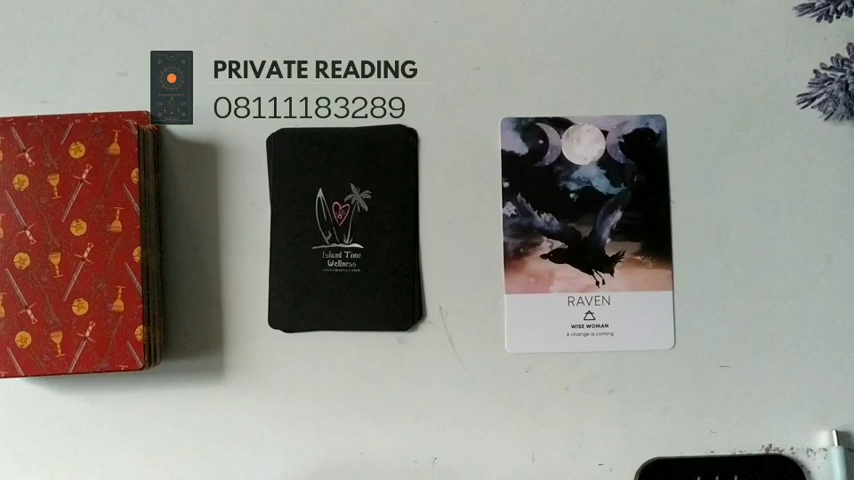 PRIVATE READING
08111183289
Island Time
Wellness
RAVEN
WISE WOMAN
A change is coming